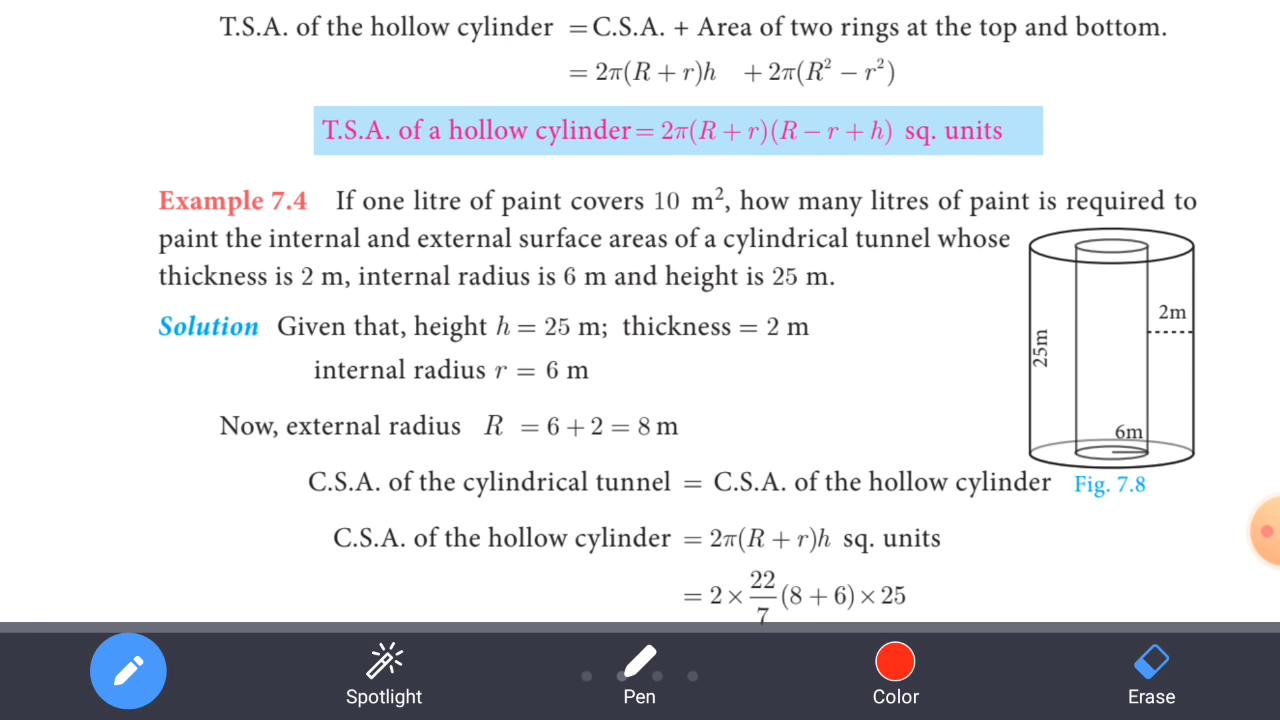 T.S.A. of the hollow cylinder = C.S.A. + Area of two rings at the top and bottom.
= 2π(R + r)h + 2π(R² − r²)
T.S.A. of a hollow cylinder = 2π(R + r)(R − r + h) sq. units
Example 7.4 If one litre of paint covers 10 m², how many litres of paint is required to
paint the internal and external surface areas of a cylindrical tunnel whose
thickness is 2 m, internal radius is 6 m and height is 25 m.
Solution Given that, height h = 25 m; thickness = 2 m
internal radius r = 6 m
Now, external radius R = 6 + 2 = 8 m
C.S.A. of the cylindrical tunnel = C.S.A. of the hollow cylinder
C.S.A. of the hollow cylinder = 2π(R + r)h sq. units
= 2 × 22/7 (8 + 6) × 25
2m
25m
6m
Fig. 7.8
Spotlight
Pen
Color
Erase